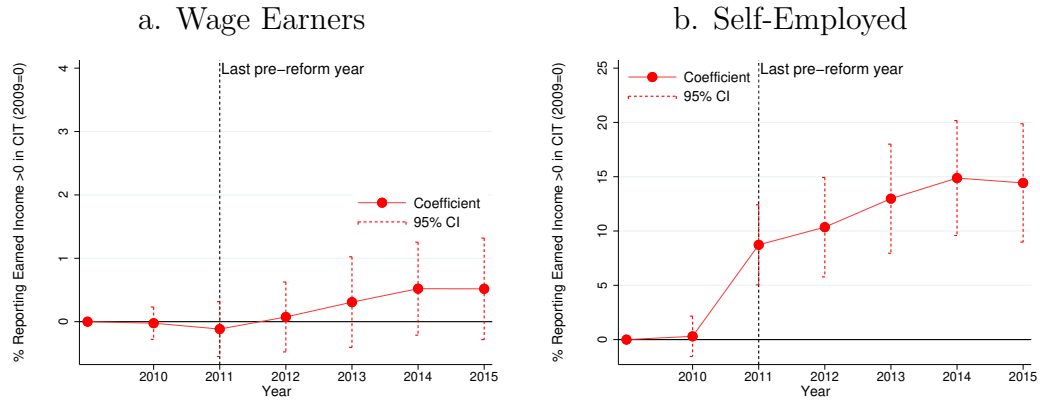 a. Wage Earners
% Reporting Earned Income >0 in CIT (2009=0)
4
3
2
1
0
Last pre−reform year
Coefficient
95% CI
2010 2011 2012 2013 2014 2015
Year
b. Self-Employed
% Reporting Earned Income >0 in CIT (2009=0)
25
20
15
10
5
0
Coefficient
95% CI
Last pre−reform year
2010 2011 2012 2013 2014 2015
Year